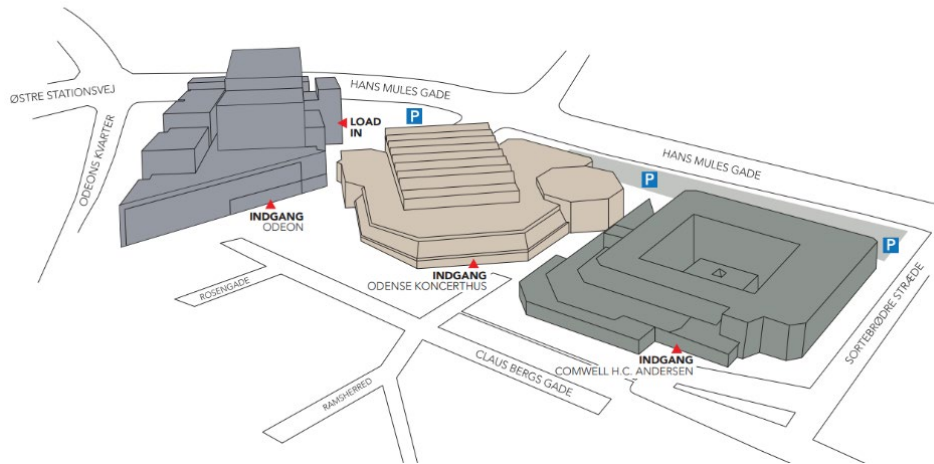 ØSTRE STATIONSVEJ
ODEONS KVARTER
HANS MULES GADE
P
LOAD
IN
HANS MULES GADE
P
P
INDGANG
ODEON
INDGANG
ODENSE KONCERTHUS
INDGANG
COMWELL H.C. ANDERSEN
SORTEBRØDRE STRÆDE
ROSENGADE
RAMSHERRED
CLAUS BERGS GADE